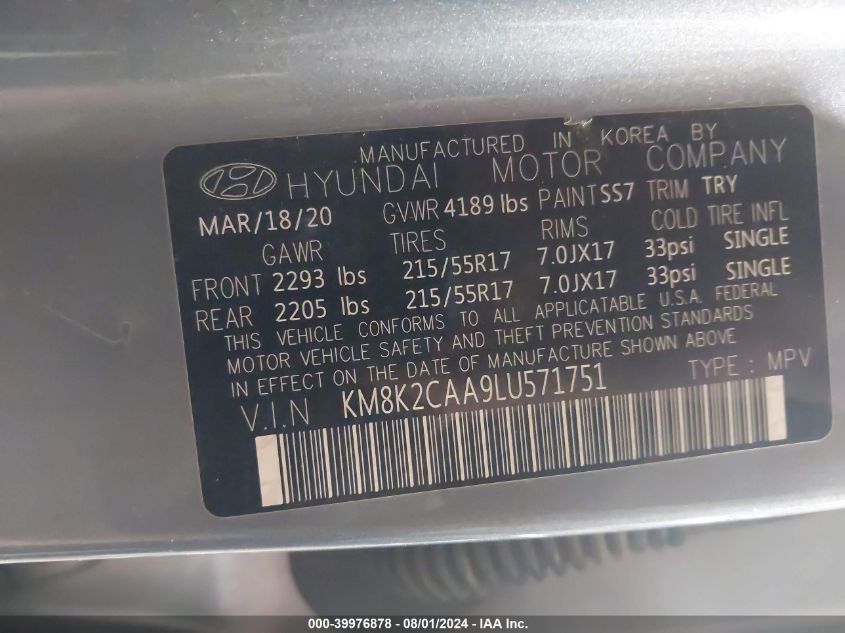 MANUFACTURED IN KOREA BY
HYUNDAI MOTOR COMPANY
MAR/18/20 GVWR 4189 lbs PAINT SS7 TRIM TRY
GAWR TIRES RIMS COLD TIRE INFL
FRONT 2293 lbs 215/55R17 7.0JX17 33psi SINGLE
REAR 2205 lbs 215/55R17 7.0JX17 33psi SINGLE
THIS VEHICLE CONFORMS TO ALL APPLICATABLE U.S.A. FEDERAL
MOTOR VEHICLE SAFETY AND THEFT PREVENTION STANDARDS
IN EFFECT ON THE DATE OF MANUFACTURE SHOWN ABOVE
V.I.N KM8K2CAA9LU571751 TYPE : MPV
000-39976878 - 08/01/2024 - IAA Inc.